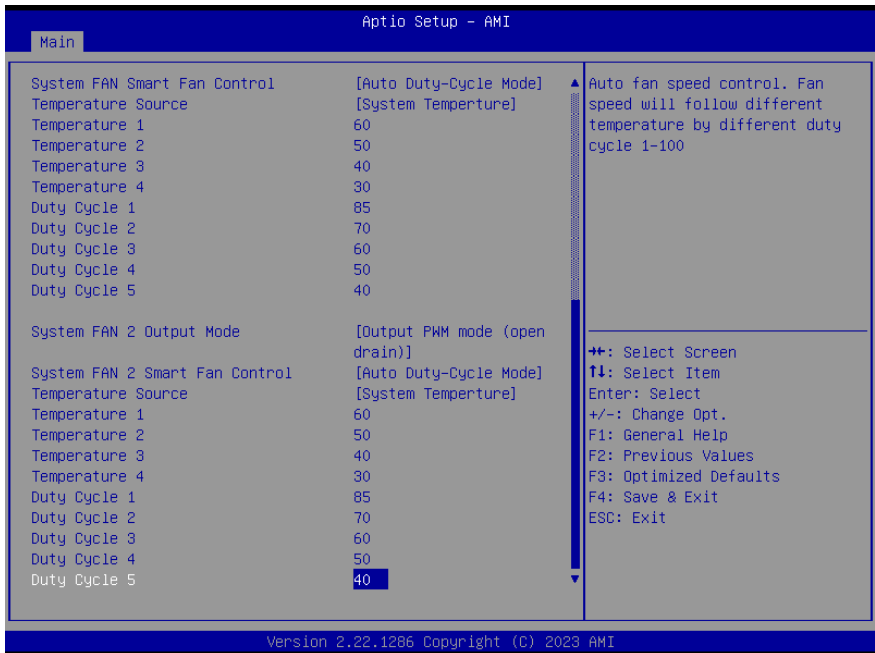 Aptio Setup – AMI
Main
System FAN Smart Fan Control [Auto Duty-Cycle Mode]
Temperature Source [System Temperture]
Temperature 1 60
Temperature 2 50
Temperature 3 40
Temperature 4 30
Duty Cycle 1 85
Duty Cycle 2 70
Duty Cycle 3 60
Duty Cycle 4 50
Duty Cycle 5 40
System FAN 2 Output Mode [Output PWM mode (open
drain)]
System FAN 2 Smart Fan Control [Auto Duty-Cycle Mode]
Temperature Source [System Temperture]
Temperature 1 60
Temperature 2 50
Temperature 3 40
Temperature 4 30
Duty Cycle 1 85
Duty Cycle 2 70
Duty Cycle 3 60
Duty Cycle 4 50
Duty Cycle 5 40
Auto fan speed control. Fan
speed will follow different
temperature by different duty
cycle 1-100
→←: Select Screen
↑↓: Select Item
Enter: Select
+/-: Change Opt.
F1: General Help
F2: Previous Values
F3: Optimized Defaults
F4: Save & Exit
ESC: Exit
Version 2.22.1286 Copyright (C) 2023 AMI